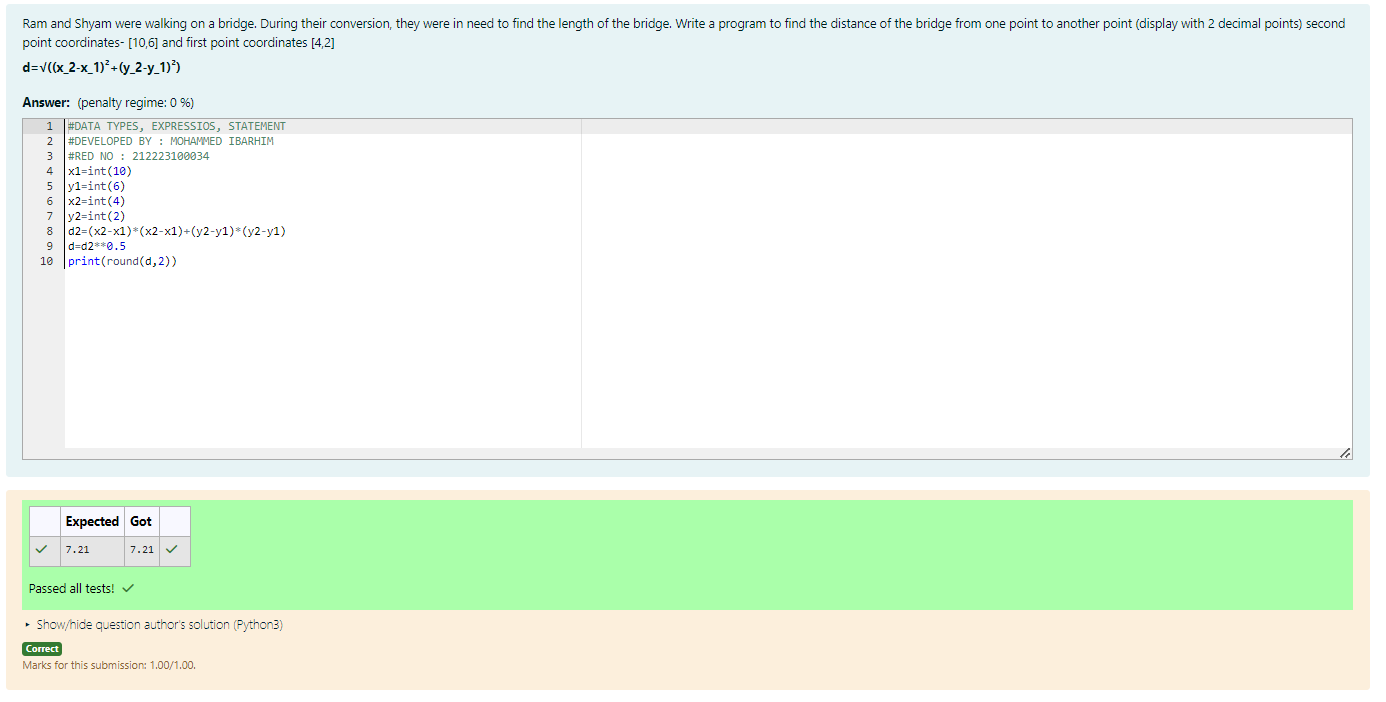 Ram and Shyam were walking on a bridge. During their conversion, they were in need to find the length of the bridge. Write a program to find the distance of the bridge from one point to another point (display with 2 decimal points) second
point coordinates- [10,6] and first point coordinates [4,2]
d=√((x_2-x_1)²+(y_2-y_1)²)
Answer: (penalty regime: 0 %)
1 #DATA TYPES, EXPRESSIOS, STATEMENT
2 #DEVELOPED BY : MOHAMMED IBARHIM
3 #RED NO : 212223100034
4 x1=int(10)
5 y1=int(6)
6 x2=int(4)
7 y2=int(2)
8 d2=(x2-x1)*(x2-x1)+(y2-y1)*(y2-y1)
9 d=d2**0.5
10 print(round(d,2))
Expected Got
✓ 7.21 7.21 ✓
Passed all tests! ✓
▸ Show/hide question author's solution (Python3)
Correct
Marks for this submission: 1.00/1.00.